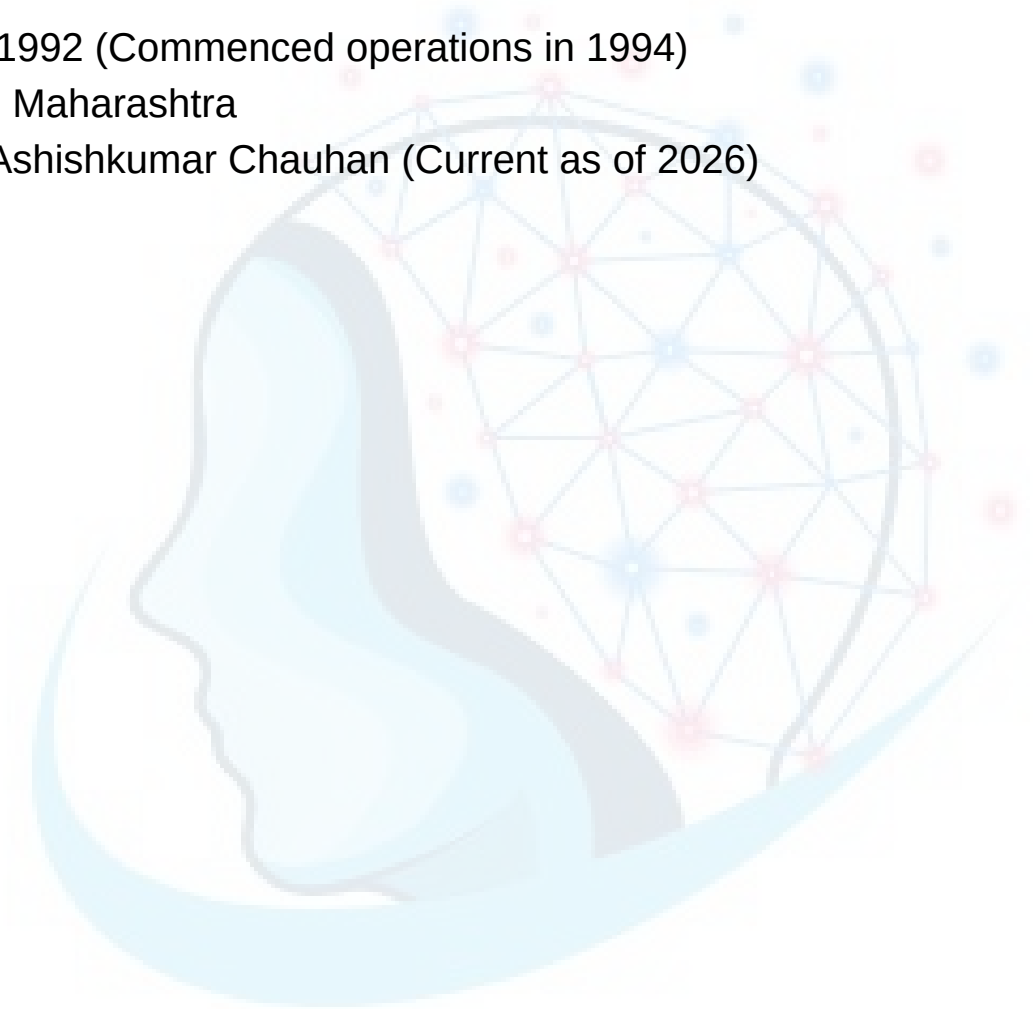 1992 (Commenced operations in 1994)
Maharashtra
Ashishkumar Chauhan (Current as of 2026)